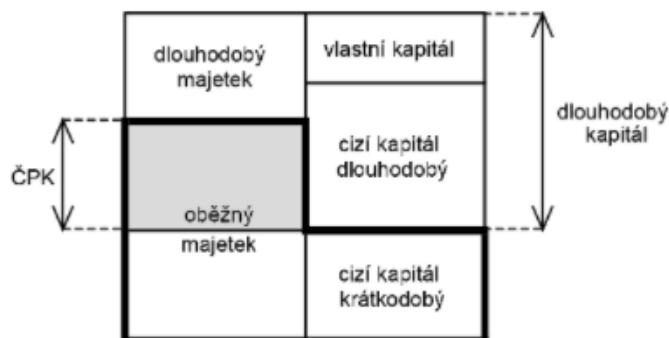 dlouhodobý
majetek
vlastní kapitál
dlouhodobý
kapitál
ČPK
cizí kapitál
dlouhodobý
oběžný
majetek
cizí kapitál
krátkodobý